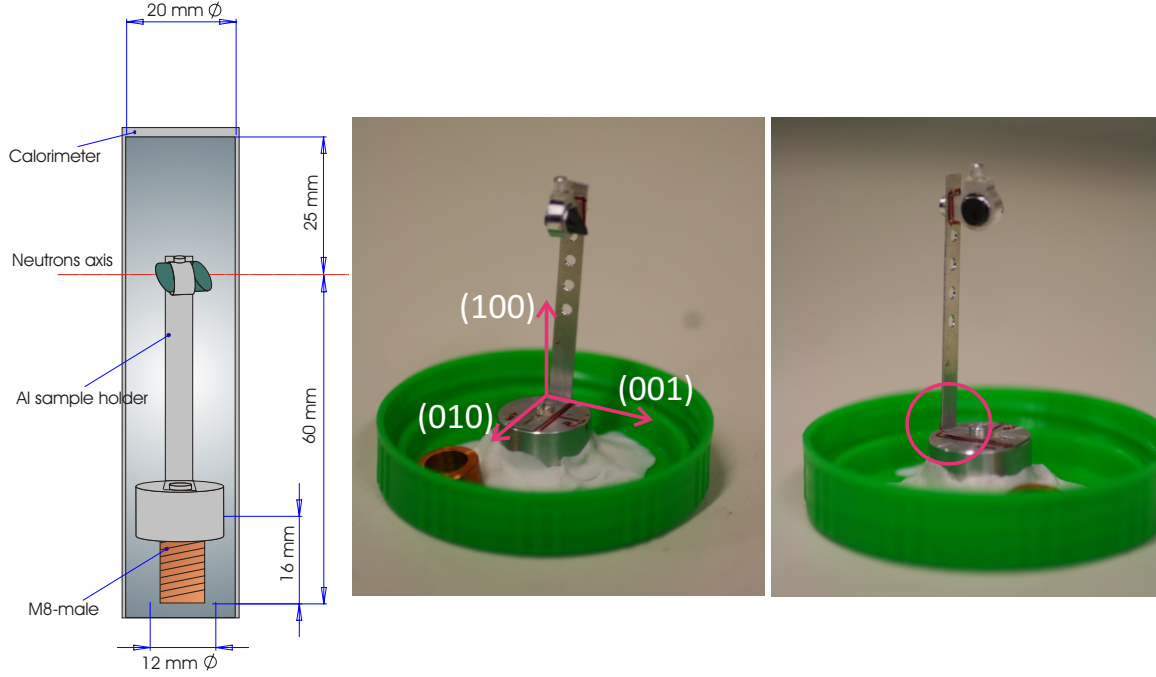 20 mm Ø
Calorimeter
25 mm
Neutrons axis
Al sample holder
60 mm
16 mm
M8-male
12 mm Ø
(100)
(010)
(001)